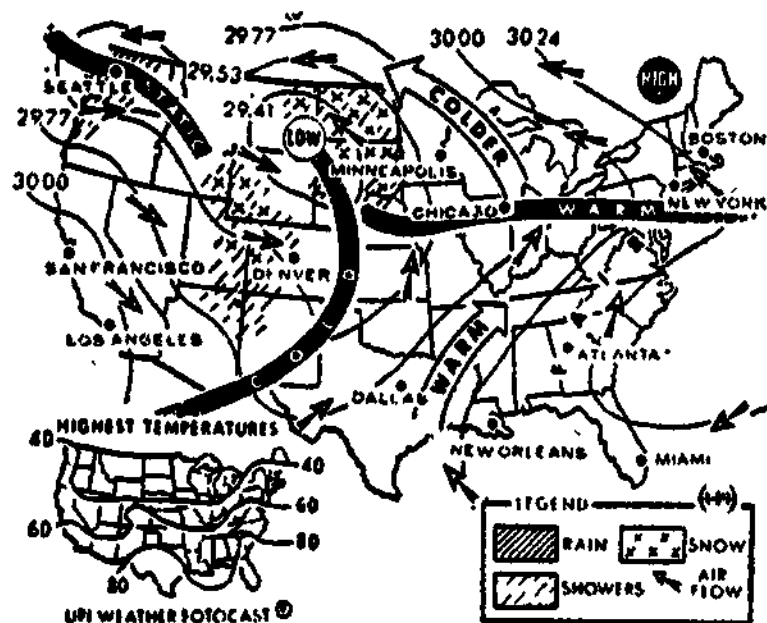 29.77
30.00
30.24
HIGH
29.53
SEATTLE
COLDER
29.41
29.77
LOW
BOSTON
MINNEAPOLIS
30.00
CHICAGO
WARM
NEW YORK
SAN FRANCISCO
DENVER
COLD
LOS ANGELES
WARM
ATLANTA
DALLAS
HIGHEST TEMPERATURES
NEW ORLEANS
MIAMI
40
40
60
60
80
80
LEGEND
RAIN
SNOW
SHOWERS
AIR FLOW
UPI WEATHER FOTOCAST ®